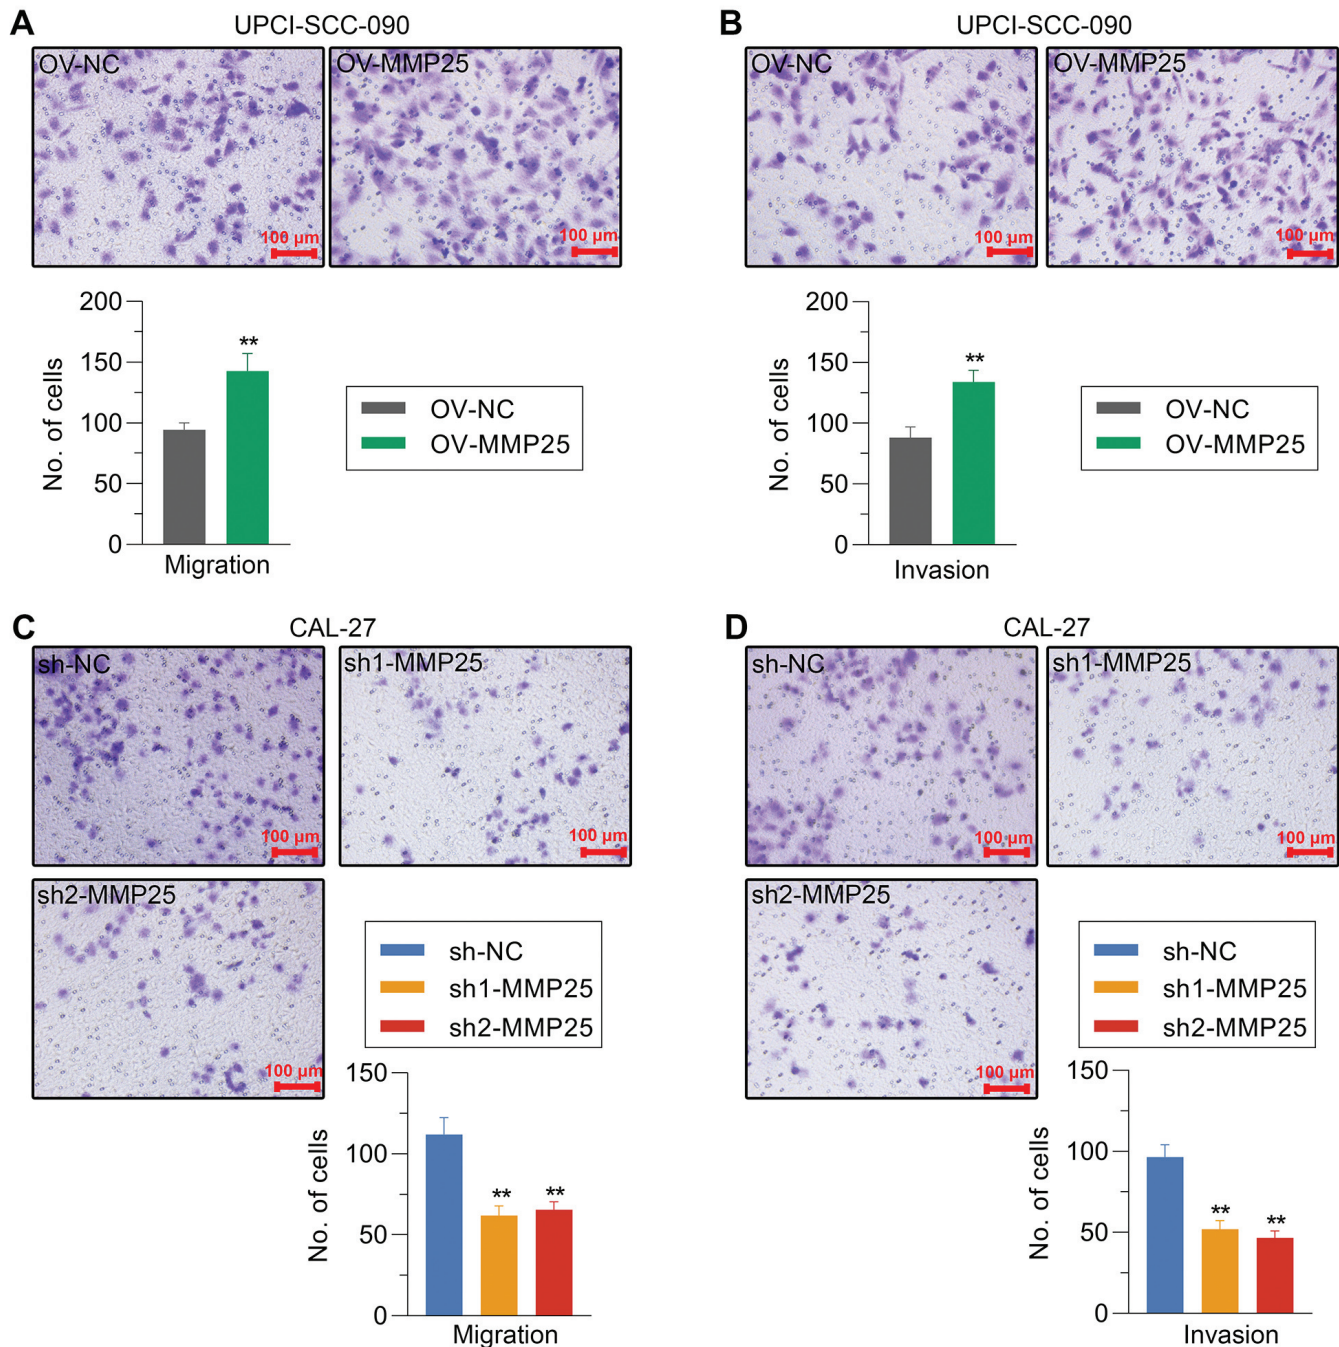 A
UPCI-SCC-090
OV-NC
OV-MMP25
100 µm
100 µm
200
150
100
50
0
No. of cells
**
Migration
OV-NC
OV-MMP25
B
UPCI-SCC-090
OV-NC
OV-MMP25
100 µm
100 µm
200
150
100
50
0
No. of cells
**
Invasion
OV-NC
OV-MMP25
C
CAL-27
sh-NC
sh1-MMP25
100 µm
100 µm
sh2-MMP25
100 µm
sh-NC
sh1-MMP25
sh2-MMP25
150
100
50
0
No. of cells
**
**
Migration
D
CAL-27
sh-NC
sh1-MMP25
100 µm
100 µm
sh2-MMP25
100 µm
sh-NC
sh1-MMP25
sh2-MMP25
150
100
50
0
No. of cells
**
**
Invasion